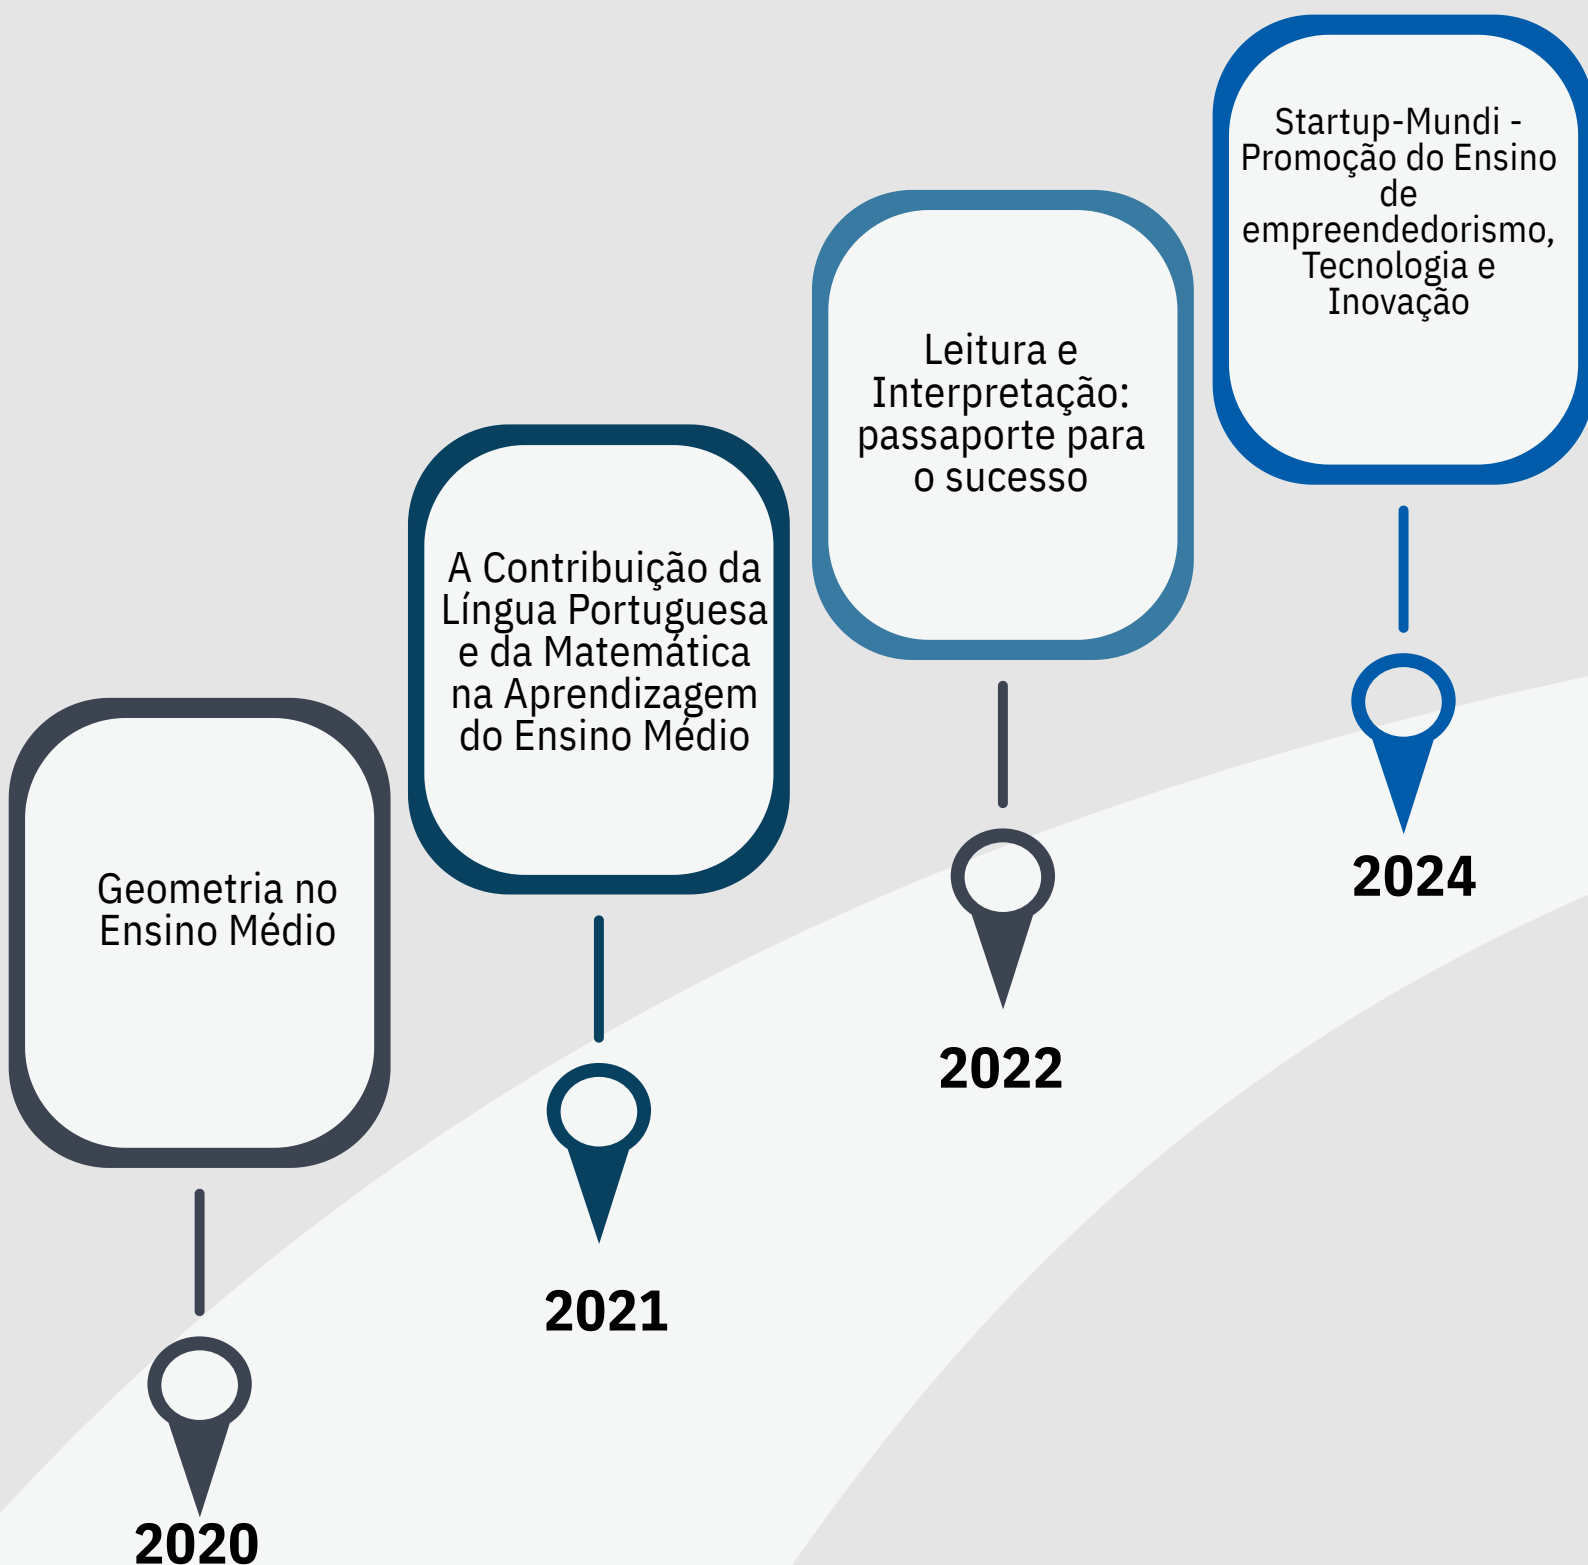 Geometria no
Ensino Médio
2020
A Contribuição da
Língua Portuguesa
e da Matemática
na Aprendizagem
do Ensino Médio
2021
Leitura e
Interpretação:
passaporte para
o sucesso
2022
Startup-Mundi -
Promoção do Ensino
de
empreendedorismo,
Tecnologia e
Inovação
2024